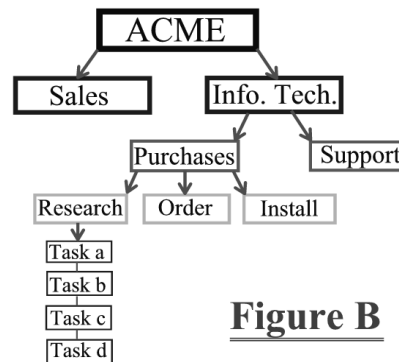 ACME
Sales
Info. Tech.
Purchases
Support
Research
Order
Install
Task a
Task b
Task c
Task d
Figure B